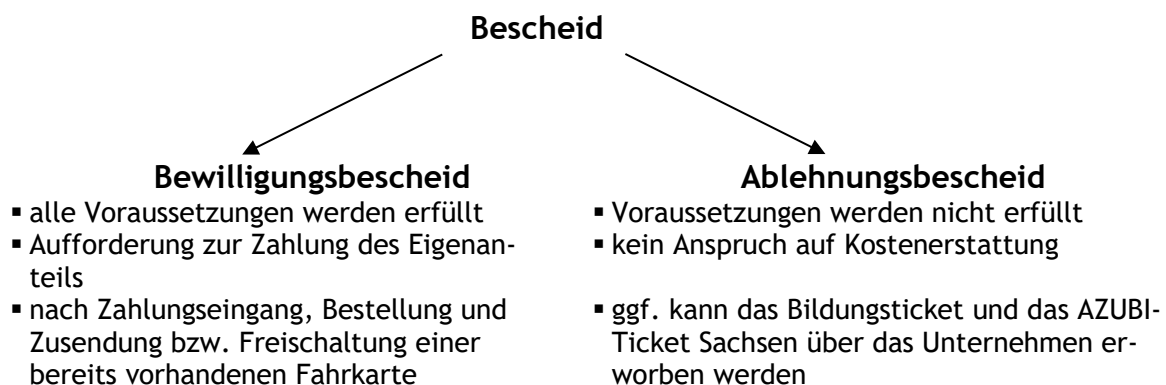 Bescheid
Bewilligungsbescheid
▪ alle Voraussetzungen werden erfüllt
▪ Aufforderung zur Zahlung des Eigenan-
teils
▪ nach Zahlungseingang, Bestellung und
Zusendung bzw. Freischaltung einer
bereits vorhandenen Fahrkarte
Ablehnungsbescheid
▪ Voraussetzungen werden nicht erfüllt
▪ kein Anspruch auf Kostenerstattung
▪ ggf. kann das Bildungsticket und das AZUBI-
Ticket Sachsen über das Unternehmen er-
worben werden